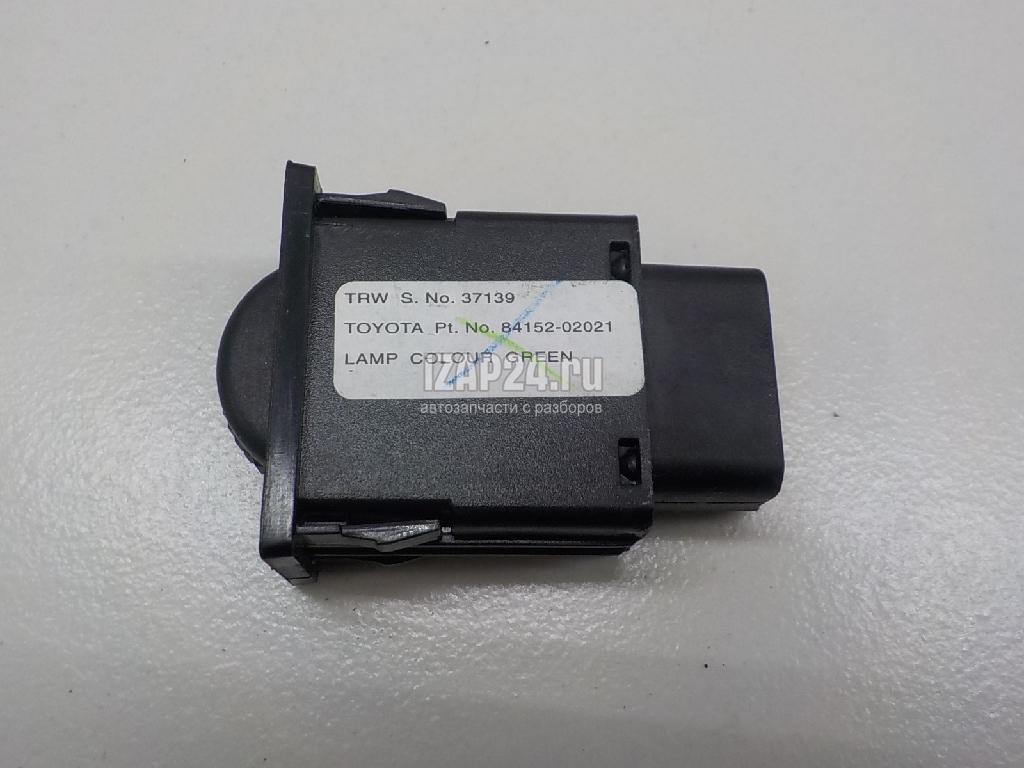 TRW S. No. 37139
TOYOTA Pt. No. 84152-02021
LAMP COLOUR GREEN
IZAP24.ru
автозапчасти с разборов